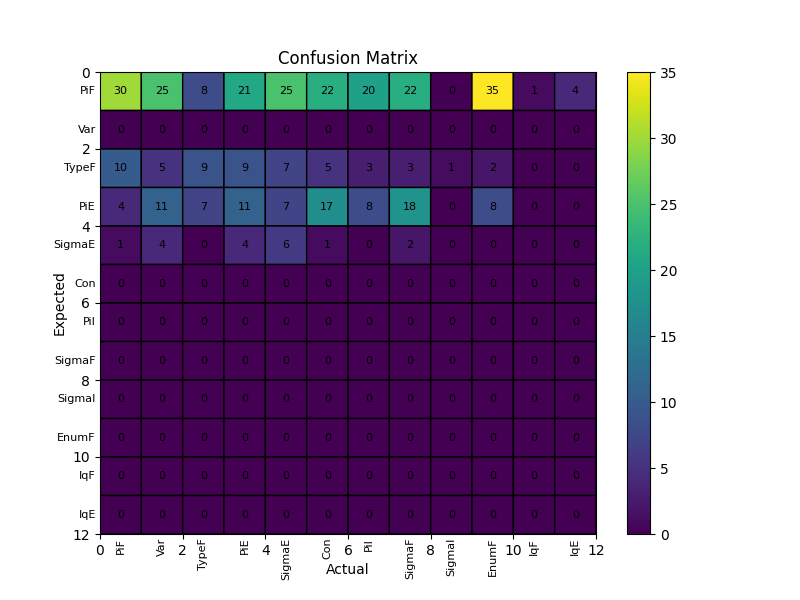 Confusion Matrix
0
PiF 30 25 8 21 25 22 20 22 0 35 1 4
Var 0 0 0 0 0 0 0 0 0 0 0 0
2
TypeF 10 5 9 9 7 5 3 3 1 2 0 0
PiE 4 11 7 11 7 17 8 18 0 8 0 0
4
SigmaE 1 4 0 4 6 1 0 2 0 0 0 0
Con 0 0 0 0 0 0 0 0 0 0 0 0
6
PiI 0 0 0 0 0 0 0 0 0 0 0 0
SigmaF 0 0 0 0 0 0 0 0 0 0 0 0
8
SigmaI 0 0 0 0 0 0 0 0 0 0 0 0
EnumF 0 0 0 0 0 0 0 0 0 0 0 0
10
IqF 0 0 0 0 0 0 0 0 0 0 0 0
IqE 0 0 0 0 0 0 0 0 0 0 0 0
12
Expected
0 2 4 6 8 10 12
PiF Var TypeF PiE SigmaE Con PiI SigmaF SigmaI EnumF IqF IqE
Actual
35
30
25
20
15
10
5
0